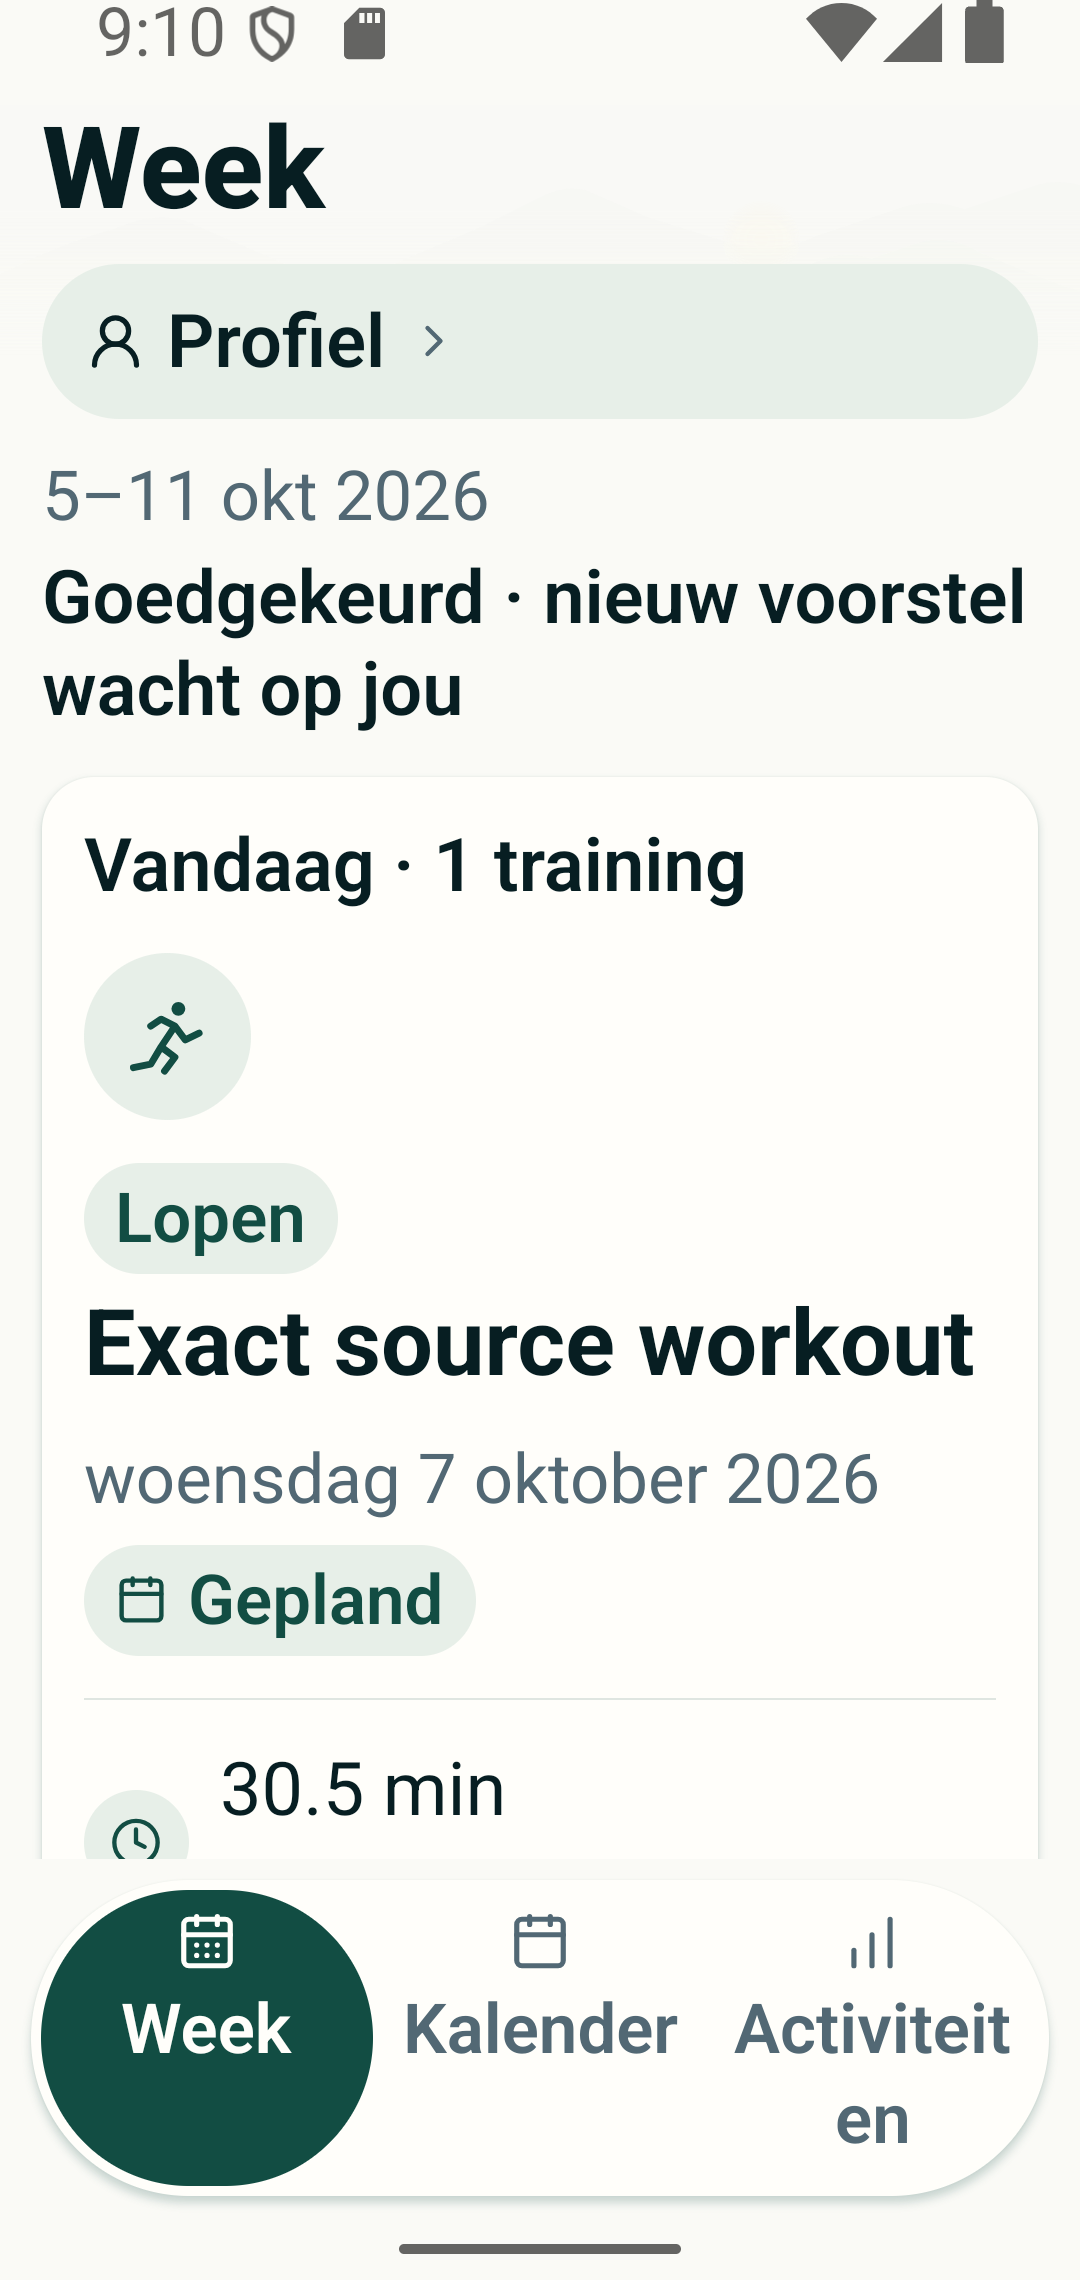 9:10
Week
Profiel
5–11 okt 2026
Goedgekeurd · nieuw voorstel
wacht op jou
Vandaag · 1 training
Lopen
Exact source workout
woensdag 7 oktober 2026
Gepland
30.5 min
Week
Kalender
Activiteit
en